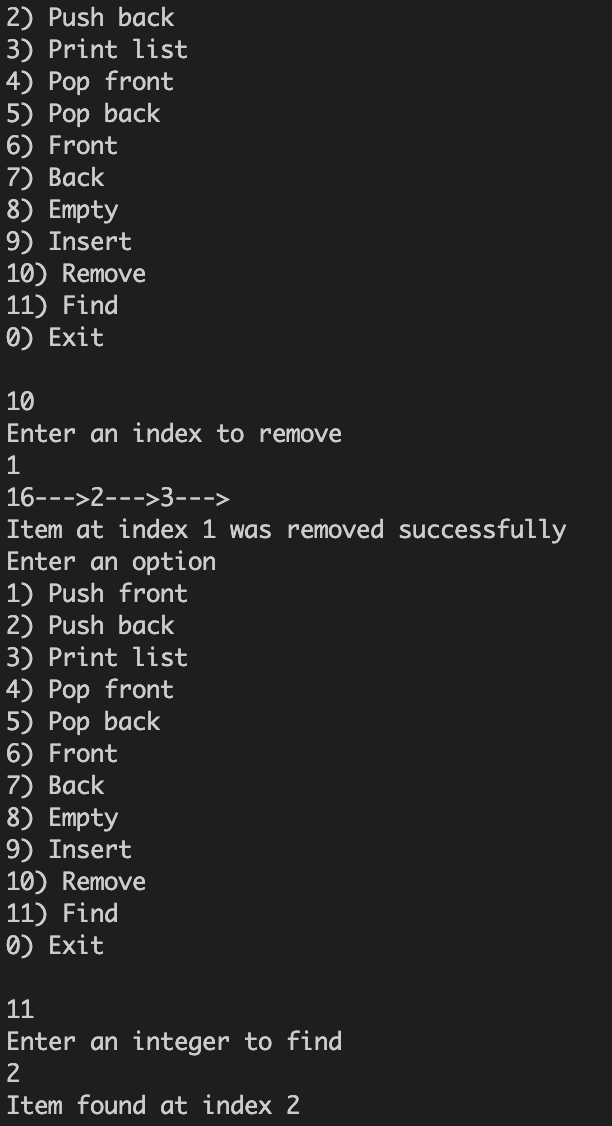 2) Push back
3) Print list
4) Pop front
5) Pop back
6) Front
7) Back
8) Empty
9) Insert
10) Remove
11) Find
0) Exit

10
Enter an index to remove
1
16--->2--->3--->
Item at index 1 was removed successfully
Enter an option
1) Push front
2) Push back
3) Print list
4) Pop front
5) Pop back
6) Front
7) Back
8) Empty
9) Insert
10) Remove
11) Find
0) Exit

11
Enter an integer to find
2
Item found at index 2